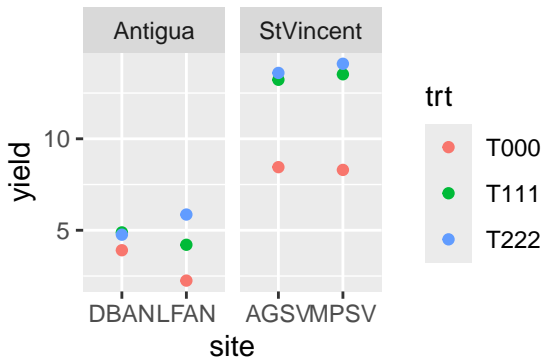 Antigua StVincent
yield
10
5
DBAN LFAN AGSV MPSV
site
trt
T000
T111
T222